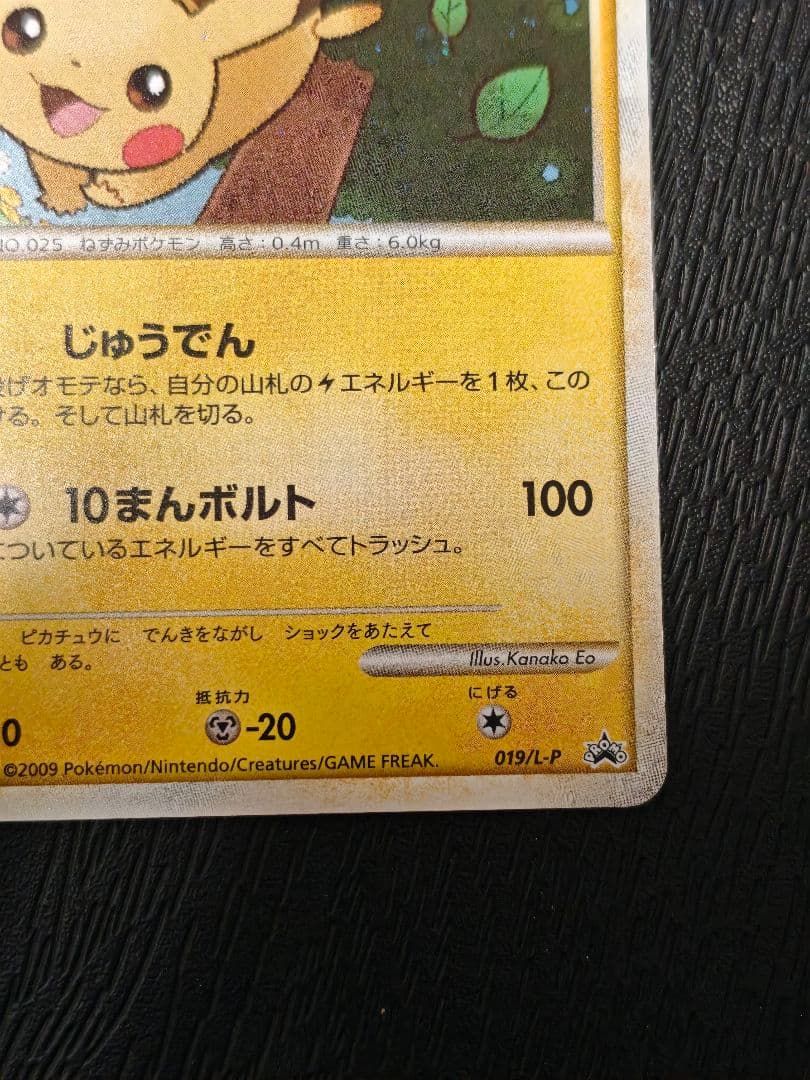 NO.025 ねずみポケモン 高さ:0.4m 重さ:6.0kg
じゅうでん
げオモテなら、自分の山札のエネルギーを1枚、この
る。そして山札を切る。
10まんボルト 100
についているエネルギーをすべてトラッシュ。
ピカチュウに でんきをながし ショックをあたえて
とも ある。
Illus.Kanako Eo
抵抗力 にげる
0 -20
©2009 Pokémon/Nintendo/Creatures/GAME FREAK. 019/L-P PROMO